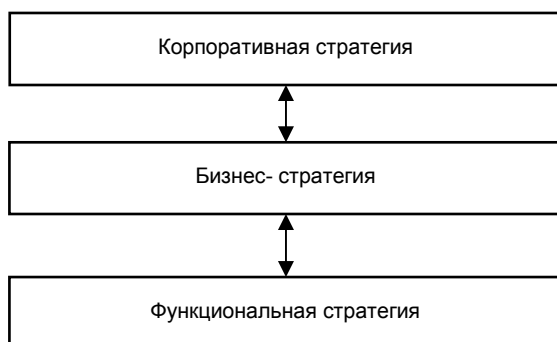 Корпоративная стратегия
Бизнес- стратегия
Функциональная стратегия